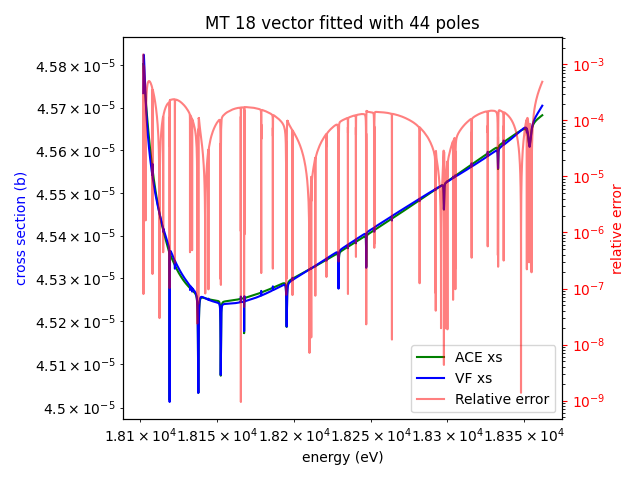 MT 18 vector fitted with 44 poles
cross section (b)
4.58 × 10⁻⁵
4.57 × 10⁻⁵
4.56 × 10⁻⁵
4.55 × 10⁻⁵
4.54 × 10⁻⁵
4.53 × 10⁻⁵
4.52 × 10⁻⁵
4.51 × 10⁻⁵
4.5 × 10⁻⁵
10⁻³
10⁻⁴
10⁻⁵
10⁻⁶
10⁻⁷
10⁻⁸
10⁻⁹
relative error
ACE xs
VF xs
Relative error
1.81 × 10⁴ 1.815 × 10⁴ 1.82 × 10⁴ 1.825 × 10⁴ 1.83 × 10⁴ 1.835 × 10⁴
energy (eV)